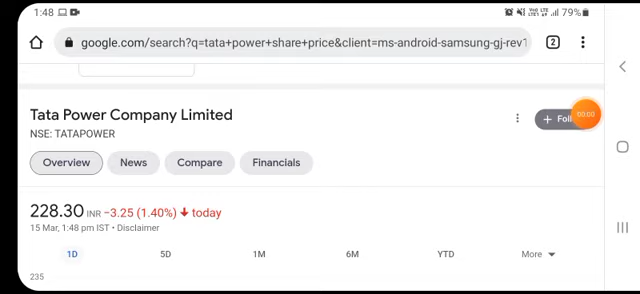 1:48 79%
google.com/search?q=tata+power+share+price&client=ms-android-samsung-gj-rev1 2
Tata Power Company Limited
+ Foll 00:00
NSE: TATAPOWER
Overview News Compare Financials
228.30 INR −3.25 (1.40%) ↓ today
15 Mar, 1:48 pm IST • Disclaimer
1D 5D 1M 6M YTD More
235